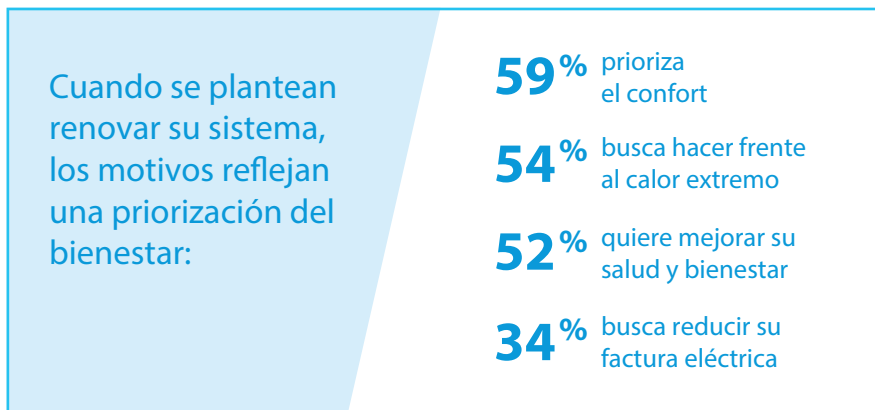 Cuando se plantean
renovar su sistema,
los motivos reflejan
una priorización del
bienestar:
59% prioriza
el confort
54% busca hacer frente
al calor extremo
52% quiere mejorar su
salud y bienestar
34% busca reducir su
factura eléctrica